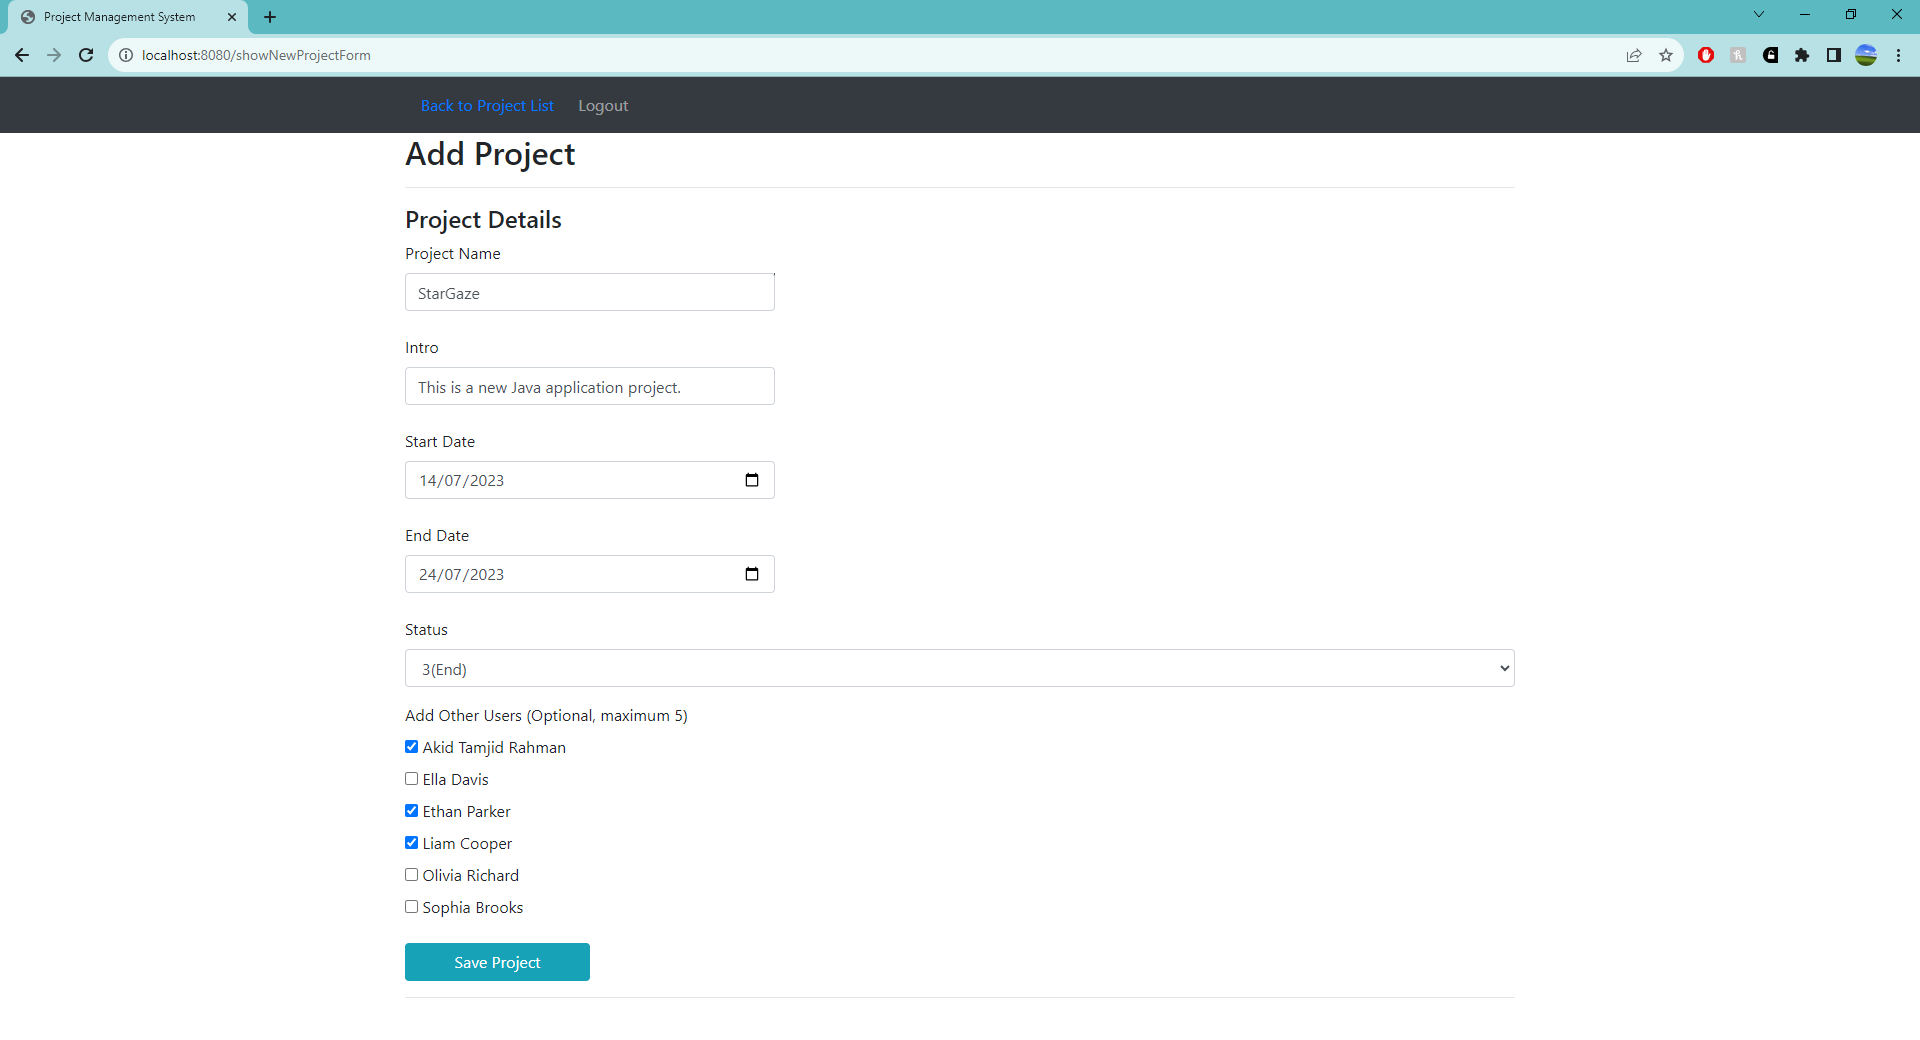 Project Management System
localhost:8080/showNewProjectForm
Back to Project List Logout
Add Project
Project Details
Project Name
StarGaze
Intro
This is a new Java application project.
Start Date
14/07/2023
End Date
24/07/2023
Status
3(End)
Add Other Users (Optional, maximum 5)
Akid Tamjid Rahman
Ella Davis
Ethan Parker
Liam Cooper
Olivia Richard
Sophia Brooks
Save Project